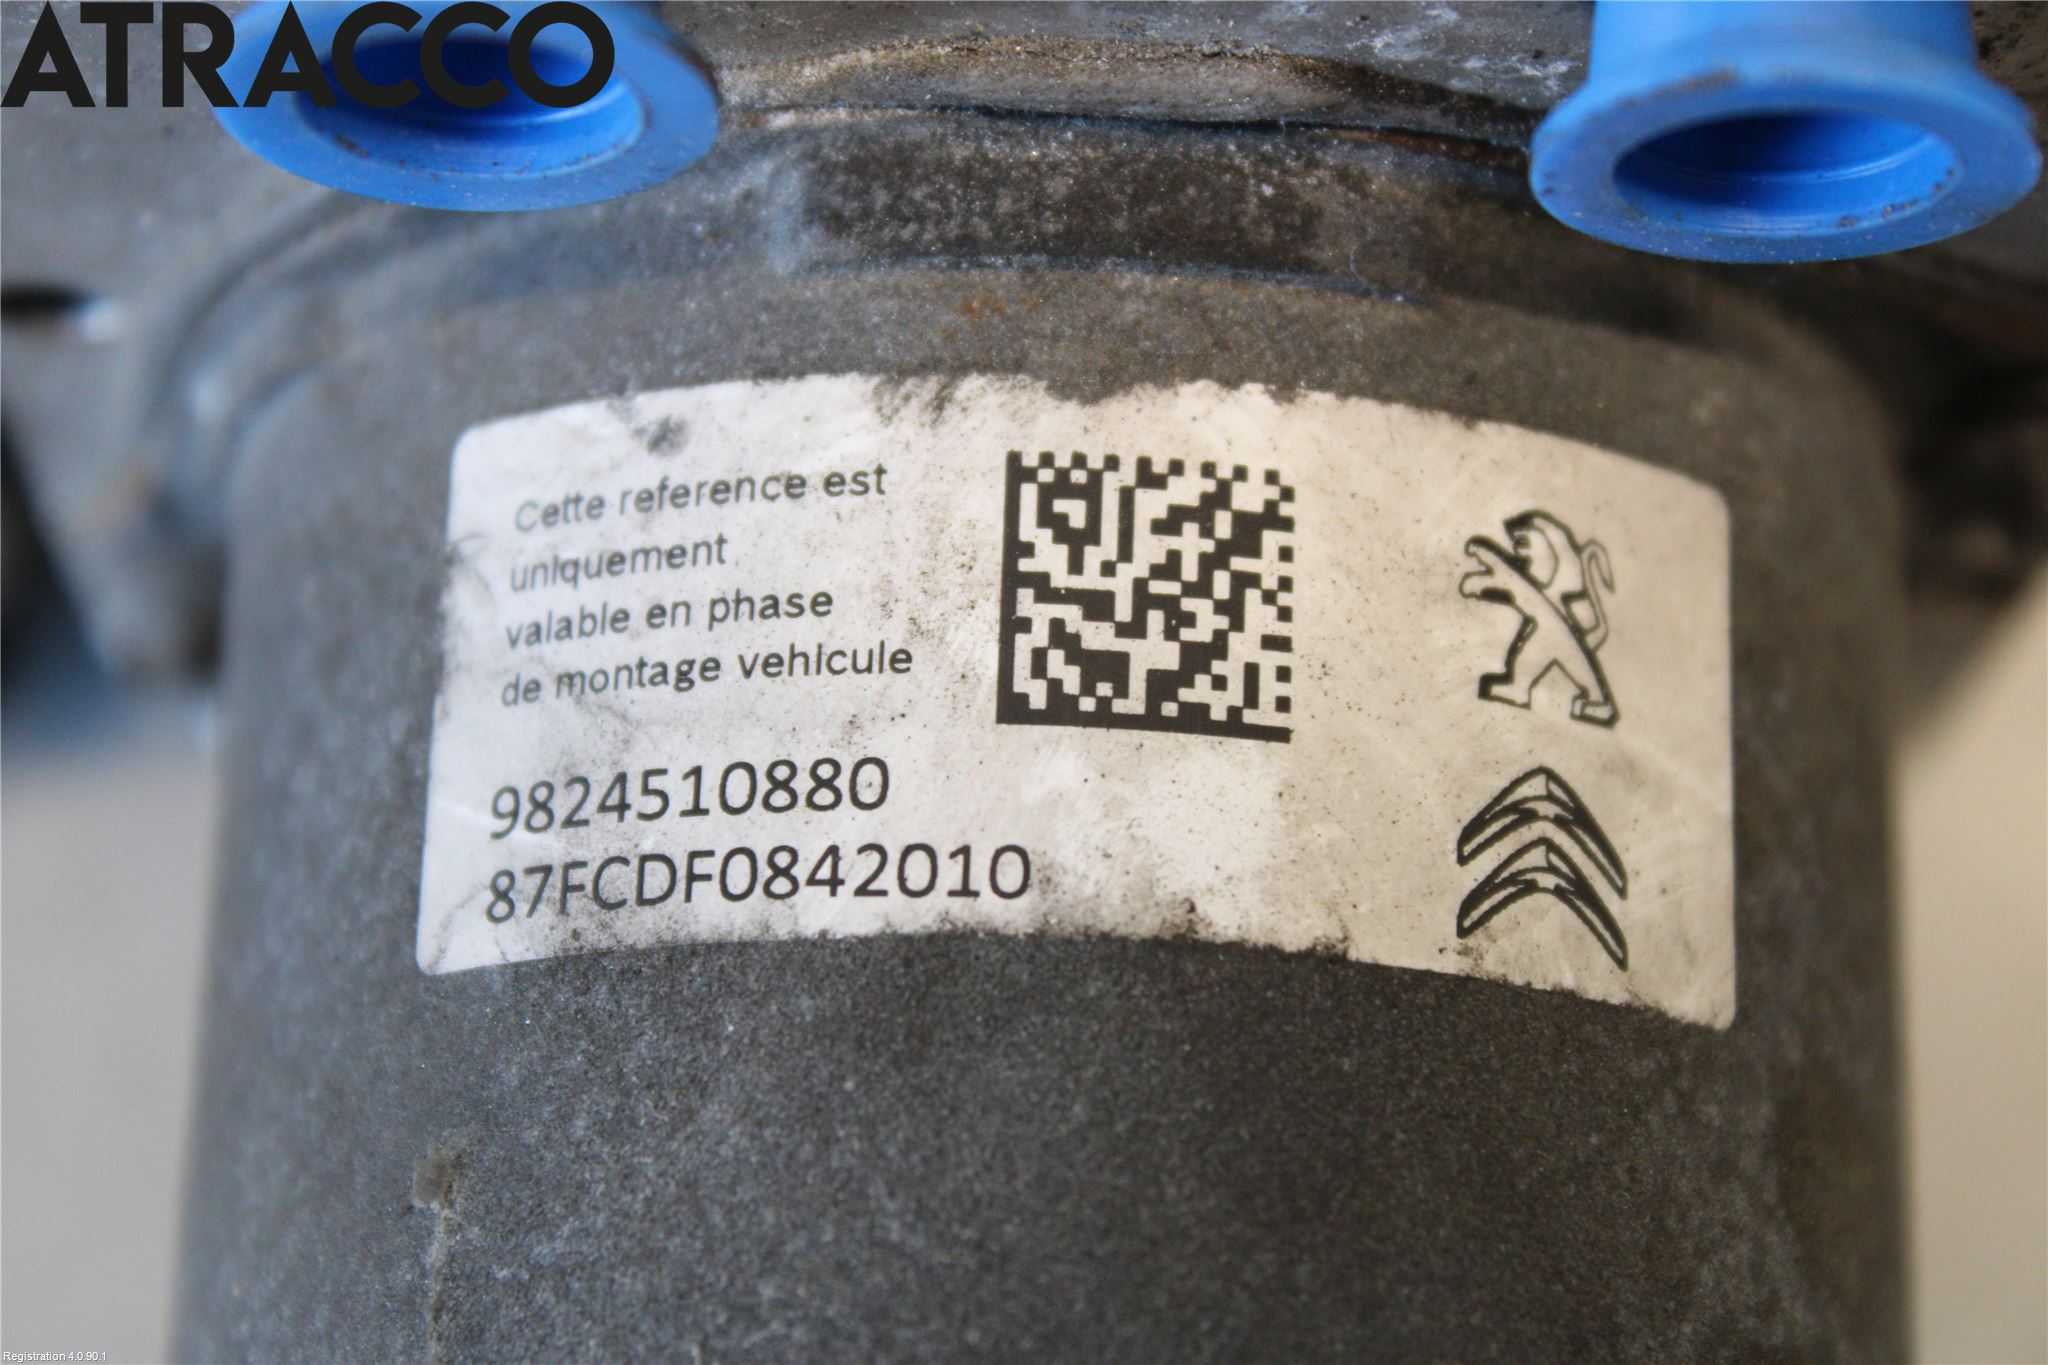 ATRACCO
Cette reference est
uniquement
valable en phase
de montage vehicule
9824510880
87FCDF0842010
Registration 4.0.90.1